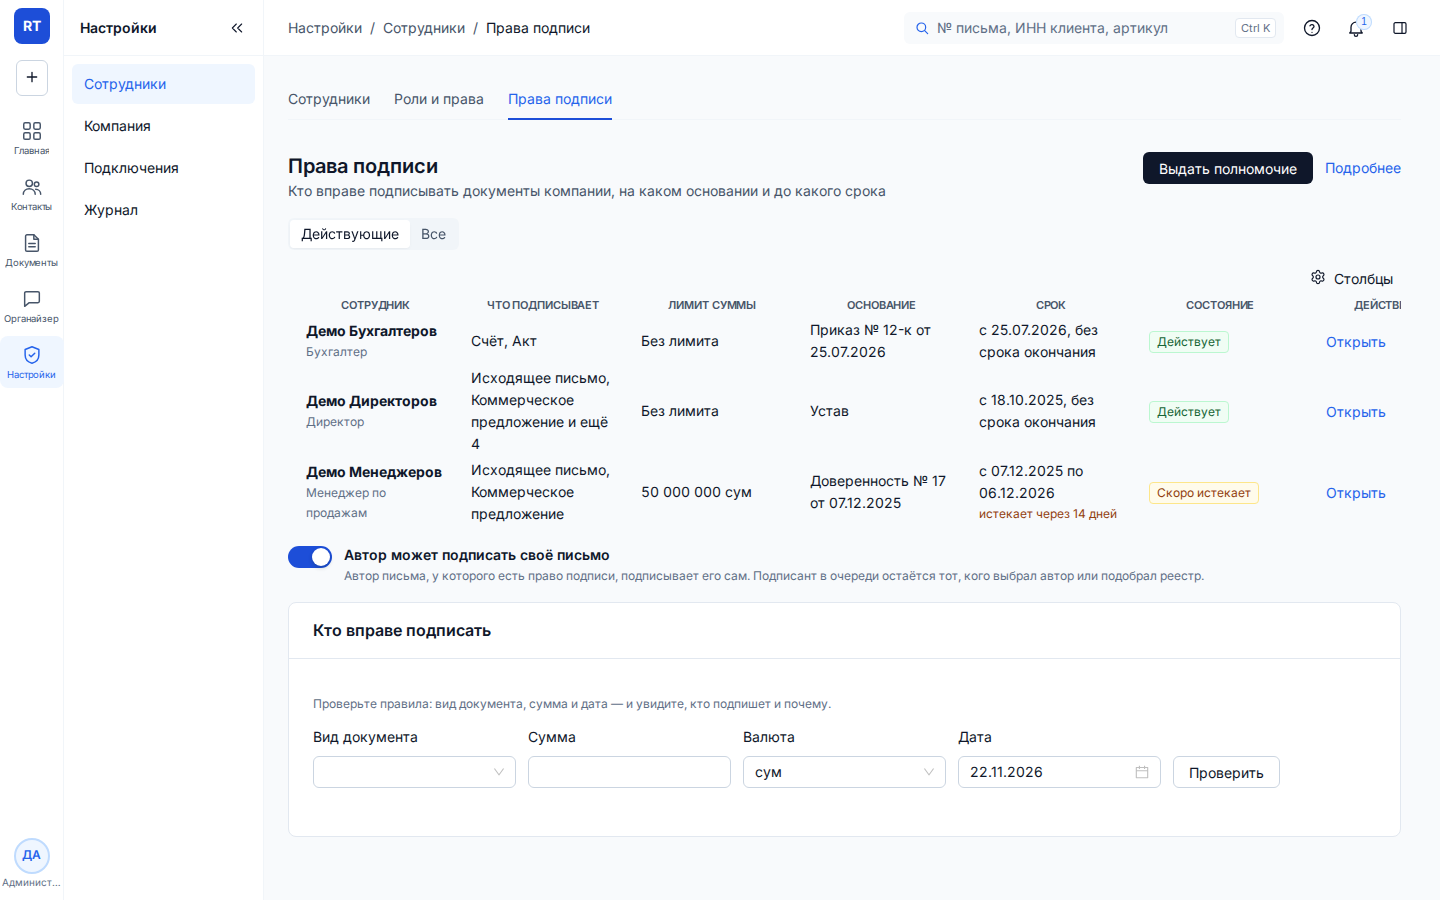 RT
Настройки
Настройки / Сотрудники / Права подписи
№ письма, ИНН клиента, артикул
Ctrl K
1
Главная
Контакты
Документы
Органайзер
Настройки
Сотрудники
Компания
Подключения
Журнал
Сотрудники
Роли и права
Права подписи
Права подписи
Кто вправе подписывать документы компании, на каком основании и до какого срока
Выдать полномочие
Подробнее
Действующие
Все
Столбцы
СОТРУДНИК
ЧТО ПОДПИСЫВАЕТ
ЛИМИТ СУММЫ
ОСНОВАНИЕ
СРОК
СОСТОЯНИЕ
ДЕЙСТВ
Демо Бухгалтеров
Бухгалтер
Счёт, Акт
Без лимита
Приказ № 12-к от
25.07.2026
с 25.07.2026, без
срока окончания
Действует
Открыть
Демо Директоров
Директор
Исходящее письмо,
Коммерческое
предложение и ещё
4
Без лимита
Устав
с 18.10.2025, без
срока окончания
Действует
Открыть
Демо Менеджеров
Менеджер по
продажам
Исходящее письмо,
Коммерческое
предложение
50 000 000 сум
Доверенность № 17
от 07.12.2025
с 07.12.2025 по
06.12.2026
истекает через 14 дней
Скоро истекает
Открыть
Автор может подписать своё письмо
Автор письма, у которого есть право подписи, подписывает его сам. Подписант в очереди остаётся тот, кого выбрал автор или подобрал реестр.
Кто вправе подписать
Проверьте правила: вид документа, сумма и дата — и увидите, кто подпишет и почему.
Вид документа
Сумма
Валюта
Дата
сум
22.11.2026
Проверить
ДА
Админист...